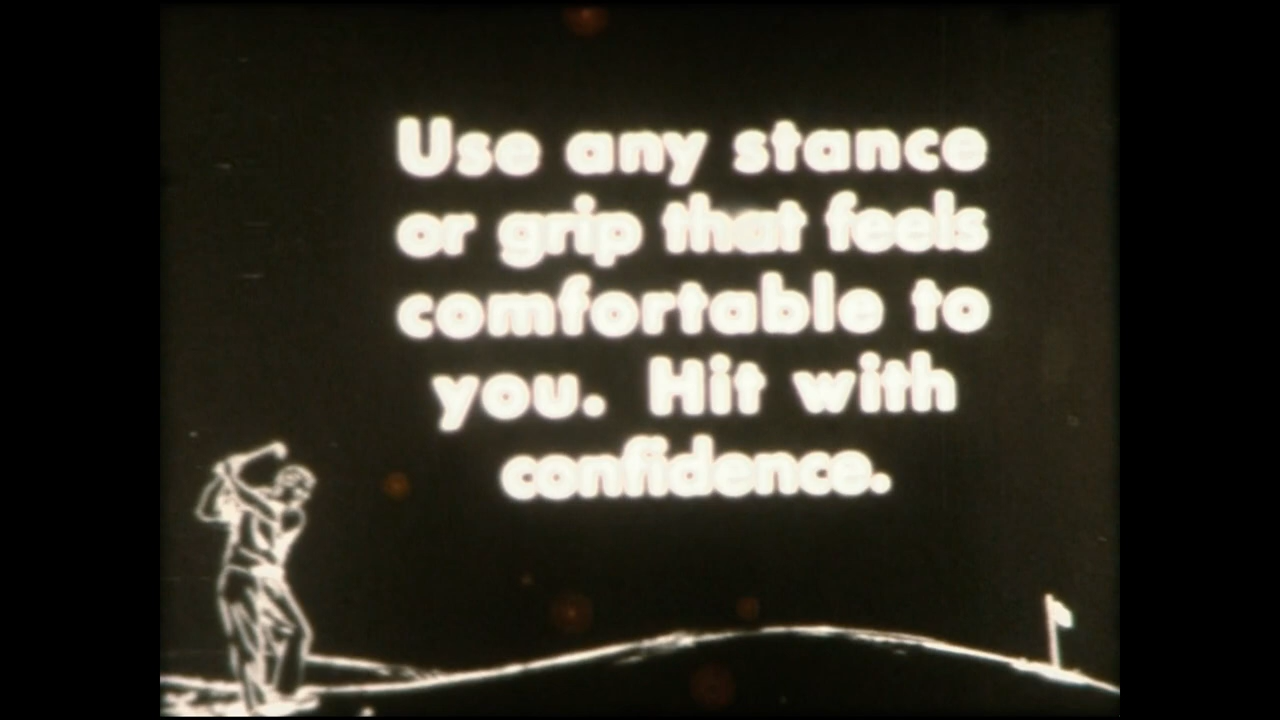 Use any stance
or grip that feels
comfortable to
you. Hit with
confidence.